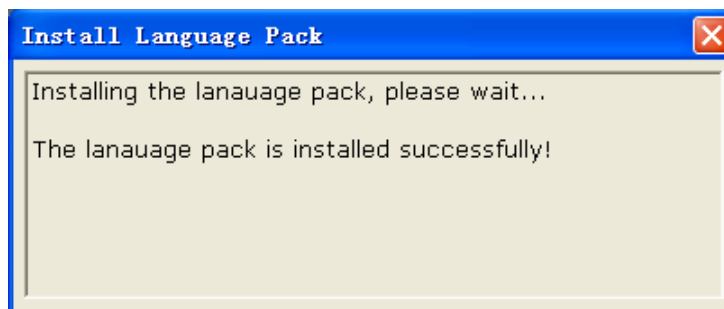 Install Language Pack
Installing the lanauage pack, please wait...
The lanauage pack is installed successfully!